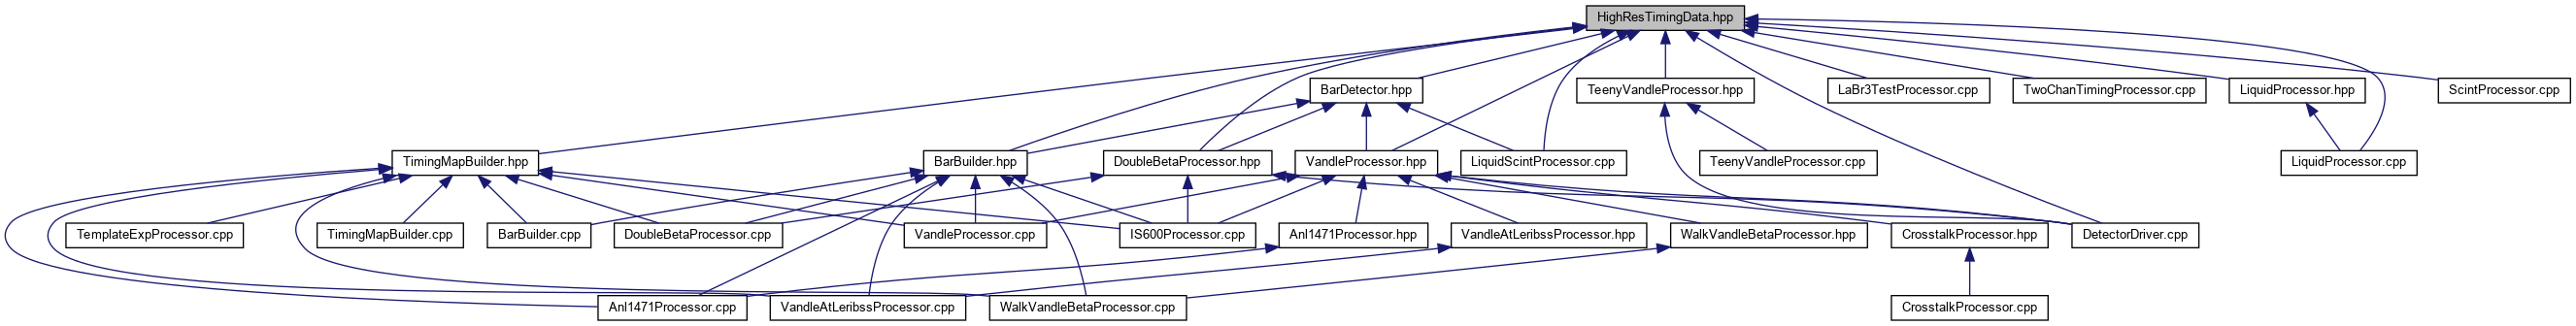 HighResTimingData.hpp
BarDetector.hpp
TeenyVandleProcessor.hpp
LaBr3TestProcessor.cpp
TwoChanTimingProcessor.cpp
LiquidProcessor.hpp
ScintProcessor.cpp
TimingMapBuilder.hpp
BarBuilder.hpp
DoubleBetaProcessor.hpp
VandleProcessor.hpp
LiquidScintProcessor.cpp
TeenyVandleProcessor.cpp
LiquidProcessor.cpp
TemplateExpProcessor.cpp
TimingMapBuilder.cpp
BarBuilder.cpp
DoubleBetaProcessor.cpp
VandleProcessor.cpp
IS600Processor.cpp
Anl1471Processor.hpp
VandleAtLeribssProcessor.hpp
WalkVandleBetaProcessor.hpp
CrosstalkProcessor.hpp
DetectorDriver.cpp
Anl1471Processor.cpp
VandleAtLeribssProcessor.cpp
WalkVandleBetaProcessor.cpp
CrosstalkProcessor.cpp